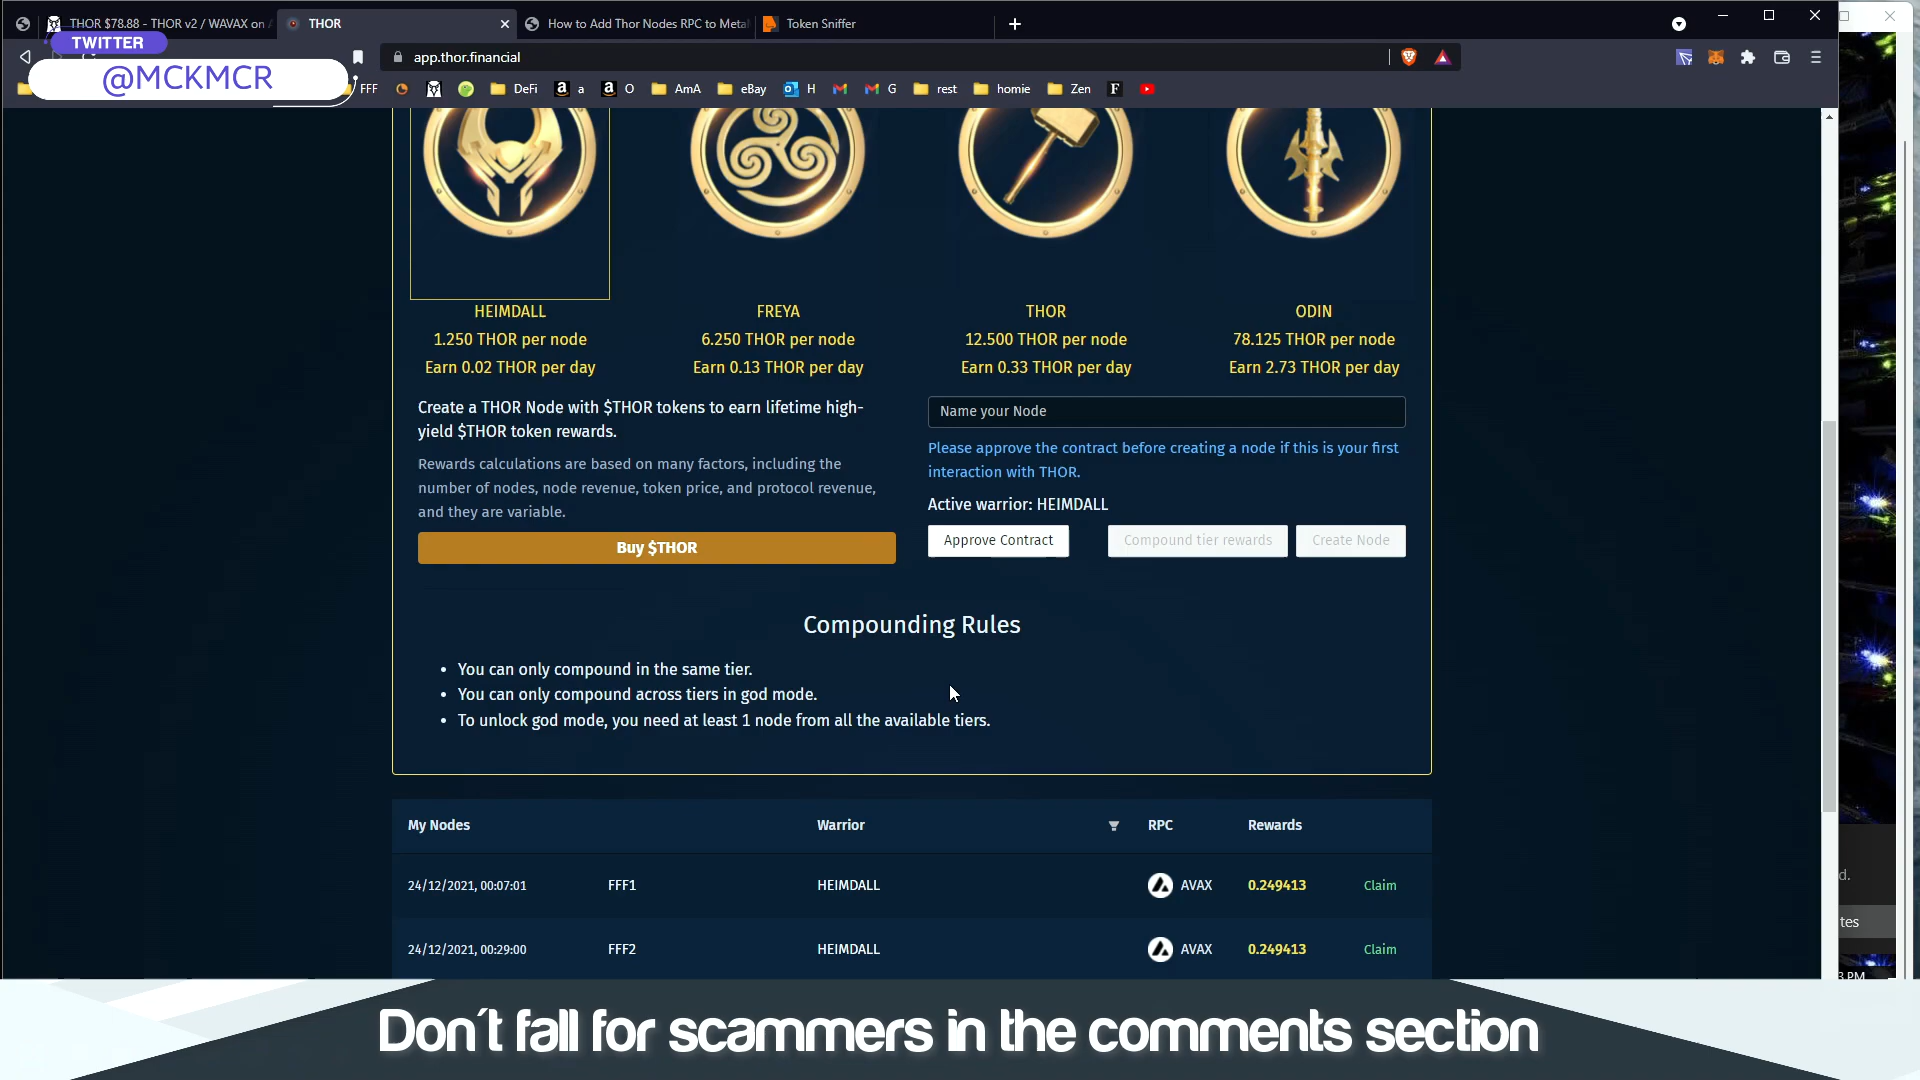 THOR $78.88 - THOR v2 / WAVAX on
THOR
How to Add Thor Nodes RPC to Meta
Token Sniffer
TWITTER
@MCKMCR
app.thor.financial
FFF
DeFi
a
O
AmA
eBay
H
G
rest
homie
Zen
HEIMDALL
1.250 THOR per node
Earn 0.02 THOR per day
FREYA
6.250 THOR per node
Earn 0.13 THOR per day
THOR
12.500 THOR per node
Earn 0.33 THOR per day
ODIN
78.125 THOR per node
Earn 2.73 THOR per day
Create a THOR Node with $THOR tokens to earn lifetime high-
yield $THOR token rewards.
Rewards calculations are based on many factors, including the
number of nodes, node revenue, token price, and protocol revenue,
and they are variable.
Buy $THOR
Name your Node
Please approve the contract before creating a node if this is your first
interaction with THOR.
Active warrior: HEIMDALL
Approve Contract
Compound tier rewards
Create Node
Compounding Rules
• You can only compound in the same tier.
• You can only compound across tiers in god mode.
• To unlock god mode, you need at least 1 node from all the available tiers.
My Nodes Warrior RPC Rewards
24/12/2021, 00:07:01 FFF1 HEIMDALL AVAX 0.249413 Claim
24/12/2021, 00:29:00 FFF2 HEIMDALL AVAX 0.249413 Claim
d.
tes
3 PM
Don´t fall for scammers in the comments section